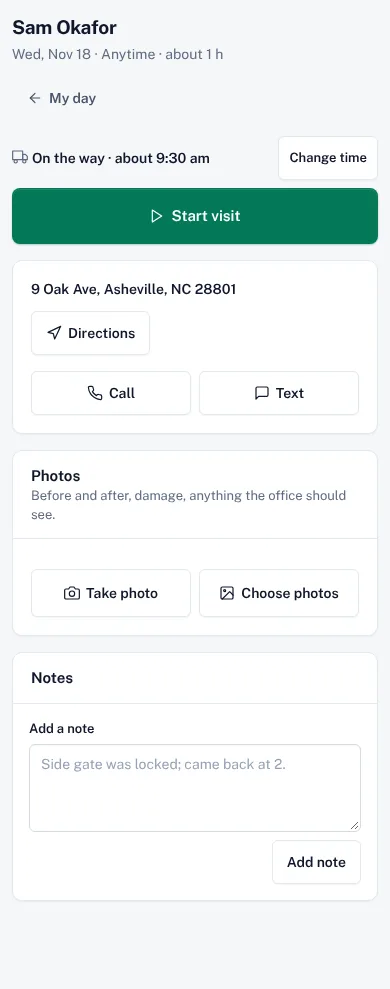 Sam Okafor
Wed, Nov 18 · Anytime · about 1 h
My day
On the way · about 9:30 am
Change time
Start visit
9 Oak Ave, Asheville, NC 28801
Directions
Call
Text
Photos
Before and after, damage, anything the office should
see.
Take photo
Choose photos
Notes
Add a note
Side gate was locked; came back at 2.
Add note